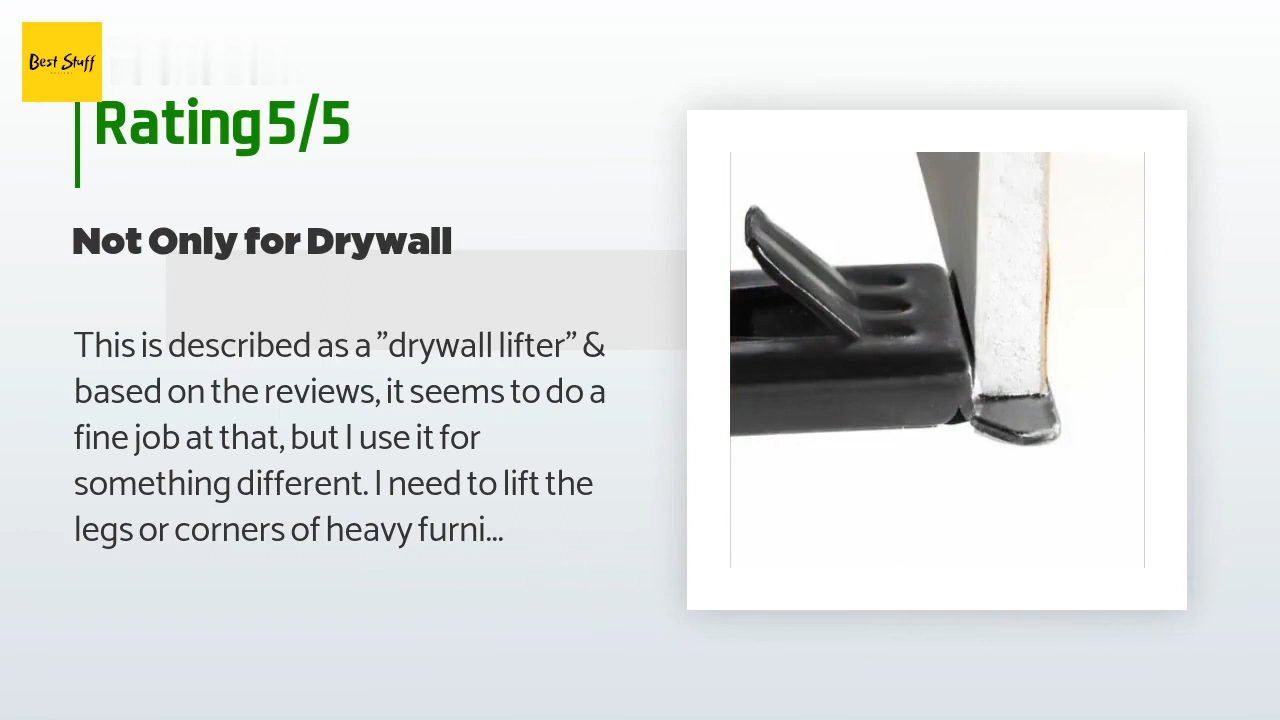 Best Stuff
Rating 5/5
Not Only for Drywall
This is described as a ”drywall lifter” &
based on the reviews, it seems to do a
fine job at that, but I use it for
something different. I need to lift the
legs or corners of heavy furni...